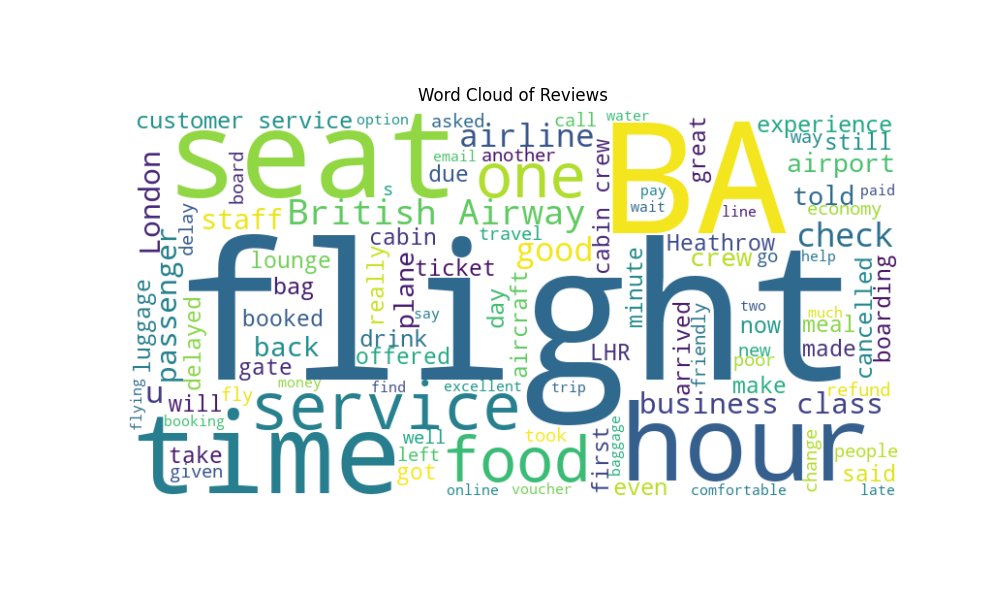 Word Cloud of Reviews
customer service
option
asked
call
water
experience
seat
airline
BA
great
way
still
London
board
email
another
one
due
cabin crew
airport
s
pay
told
paid
delay
staff
British Airway
wait
line
economy
passenger
cabin
travel
good
Heathrow
check
lounge
really
plane
ticket
crew
go
help
flight
luggage
bag
day
aircraft
minute
cancelled
boarding
delayed
booked
say
drink
two
much
now
meal
back
offered
LHR
arrived
friendly
new
made
gate
poor
flying
u
money
find
excellent
trip
make
refund
will
fly
service
business class
booking
time
well
food
took
first
baggage
hour
change
people
take
left
given
got
said
online
voucher
even
comfortable
late